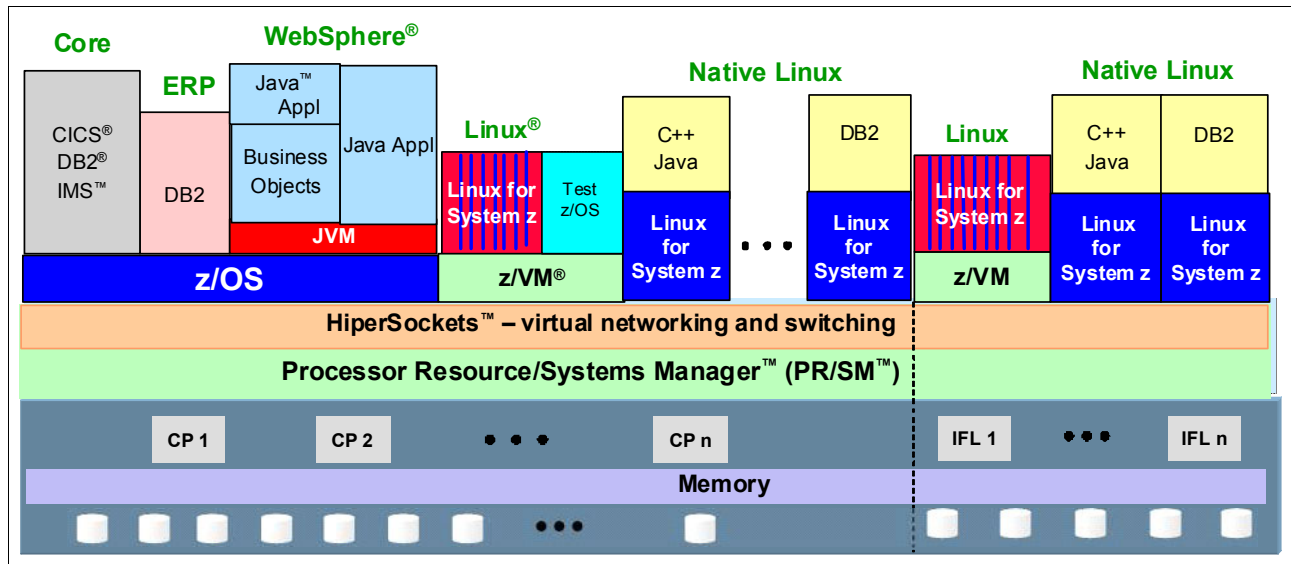 Core
WebSphere®
ERP
Native Linux
Native Linux
Linux®
Linux
CICS®
DB2®
IMS™
DB2
Java™
Appl
Business
Objects
Java Appl
JVM
z/OS
Linux for
System z
Test
z/OS
z/VM®
C++
Java
Linux
for
System z
DB2
Linux
for
System z
Linux for
System z
z/VM
C++
Java
Linux
for
System z
DB2
Linux
for
System z
HiperSockets™ – virtual networking and switching
Processor Resource/Systems Manager™ (PR/SM™)
CP 1
CP 2
CP n
IFL 1
IFL n
Memory